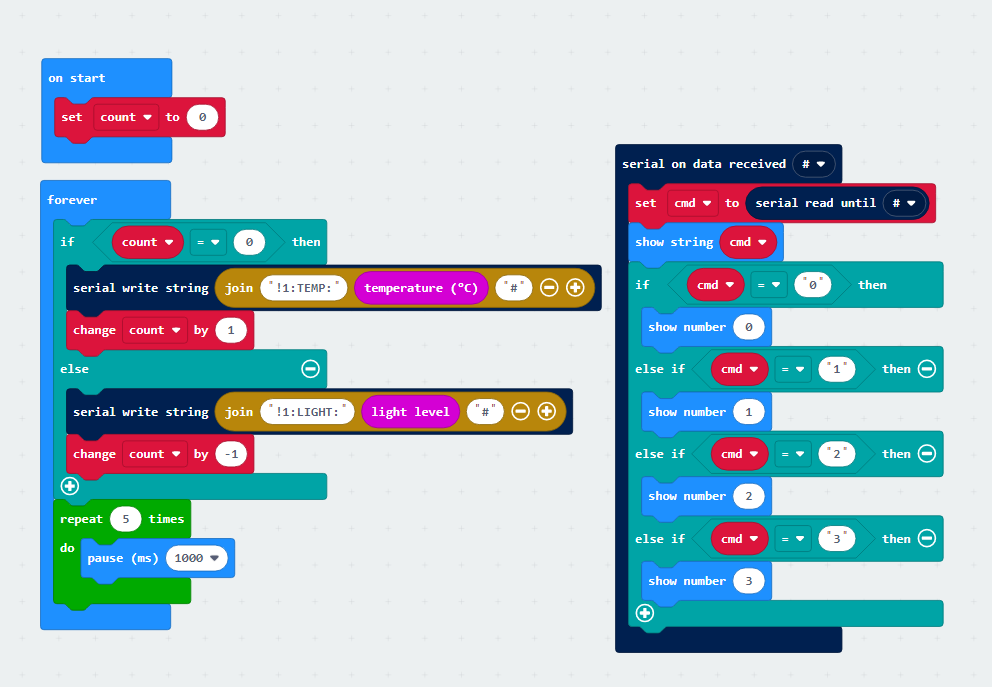 on start
set count to 0
forever
if count = 0 then
serial write string join "!1:TEMP:" temperature (°C) "#"
change count by 1
else
serial write string join "!1:LIGHT:" light level "#"
change count by -1
repeat 5 times
do pause (ms) 1000
serial on data received #
set cmd to serial read until #
show string cmd
if cmd = "0" then
show number 0
else if cmd = "1" then
show number 1
else if cmd = "2" then
show number 2
else if cmd = "3" then
show number 3